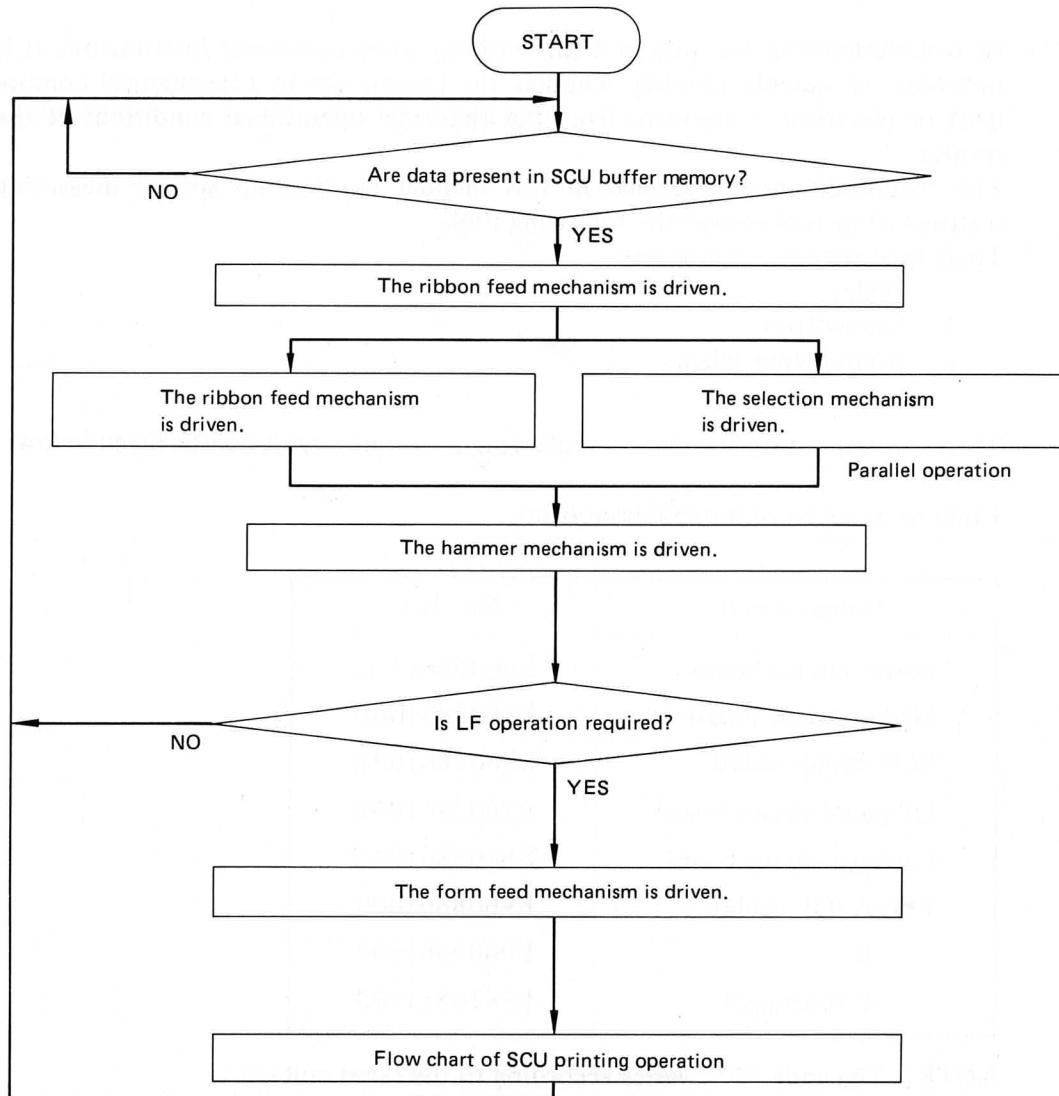 START
Are data present in SCU buffer memory?
NO
YES
The ribbon feed mechanism is driven.
The ribbon feed mechanism
is driven.
The selection mechanism
is driven.
Parallel operation
The hammer mechanism is driven.
Is LF operation required?
NO
YES
The form feed mechanism is driven.
Flow chart of SCU printing operation